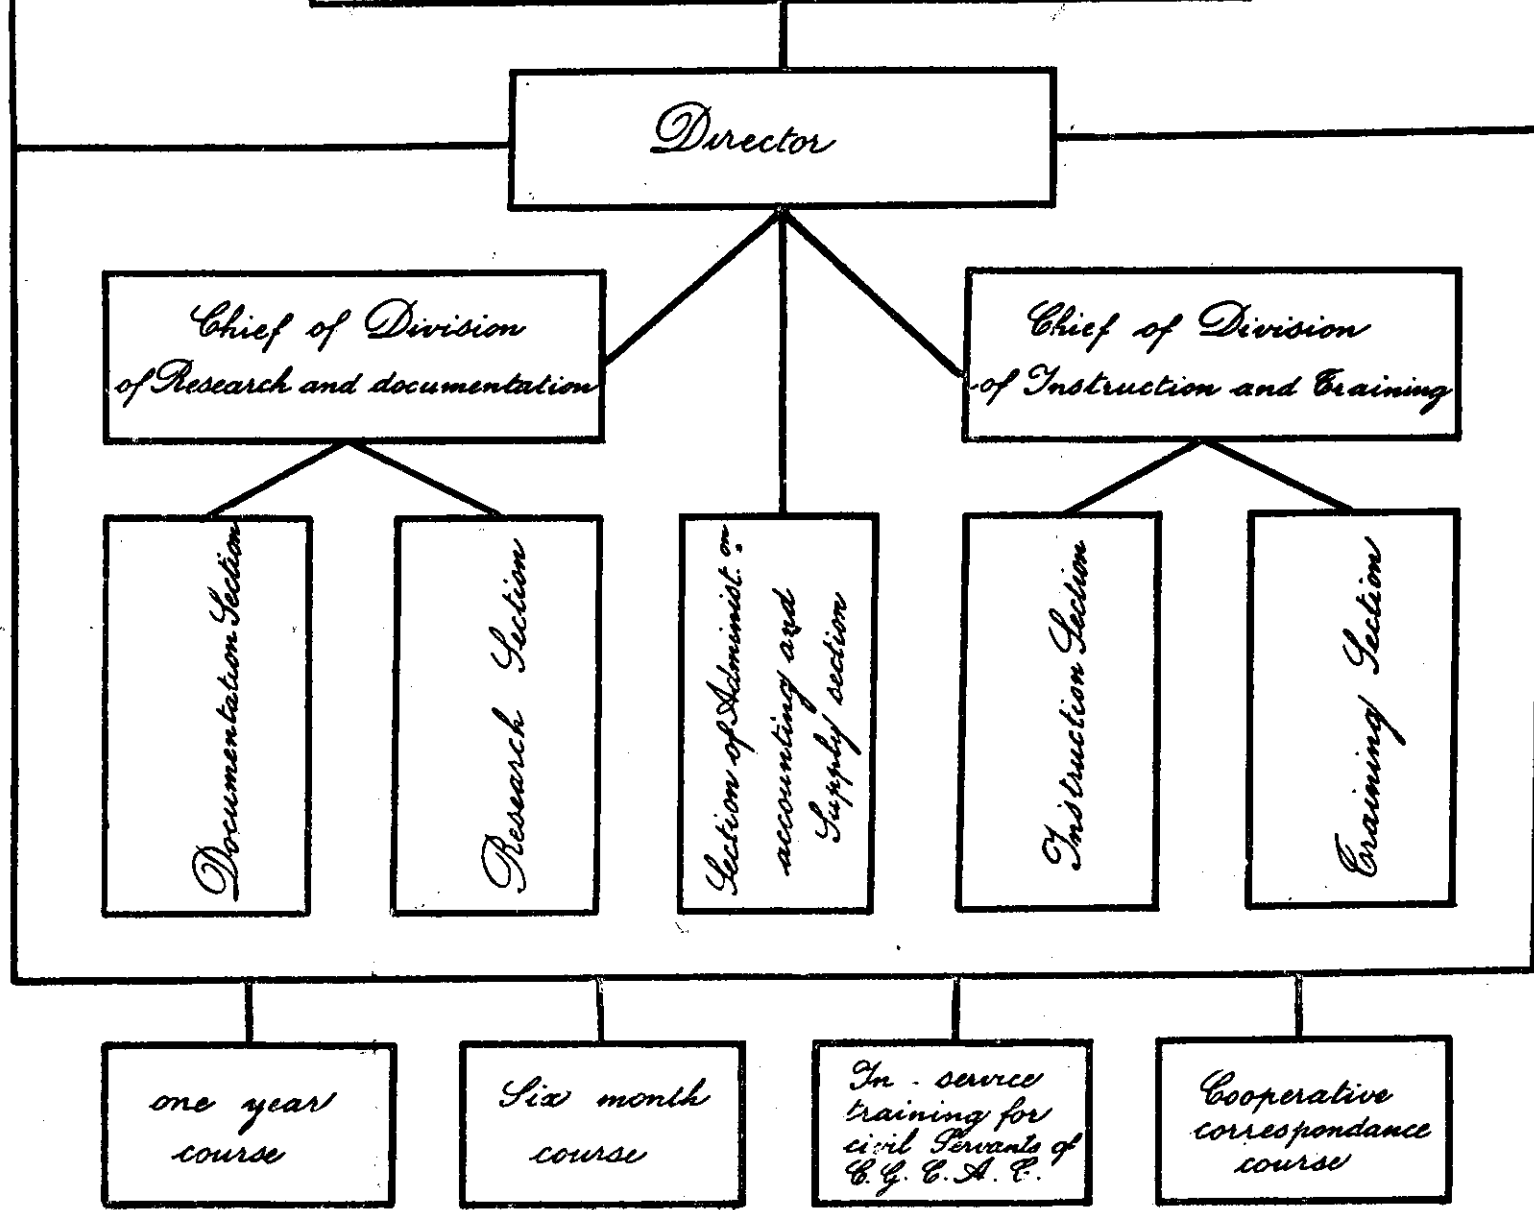 Director
Chief of Division
of Research and documentation
Chief of Division
of Instruction and Training
Documentation Section
Research Section
Section of Administ. on
accounting and
Supply section
Instruction Section
Training Section
one year
course
Six month
course
In-service
training for
civil Servants of
C.G.C.A.C.
Cooperative
correspondance
course